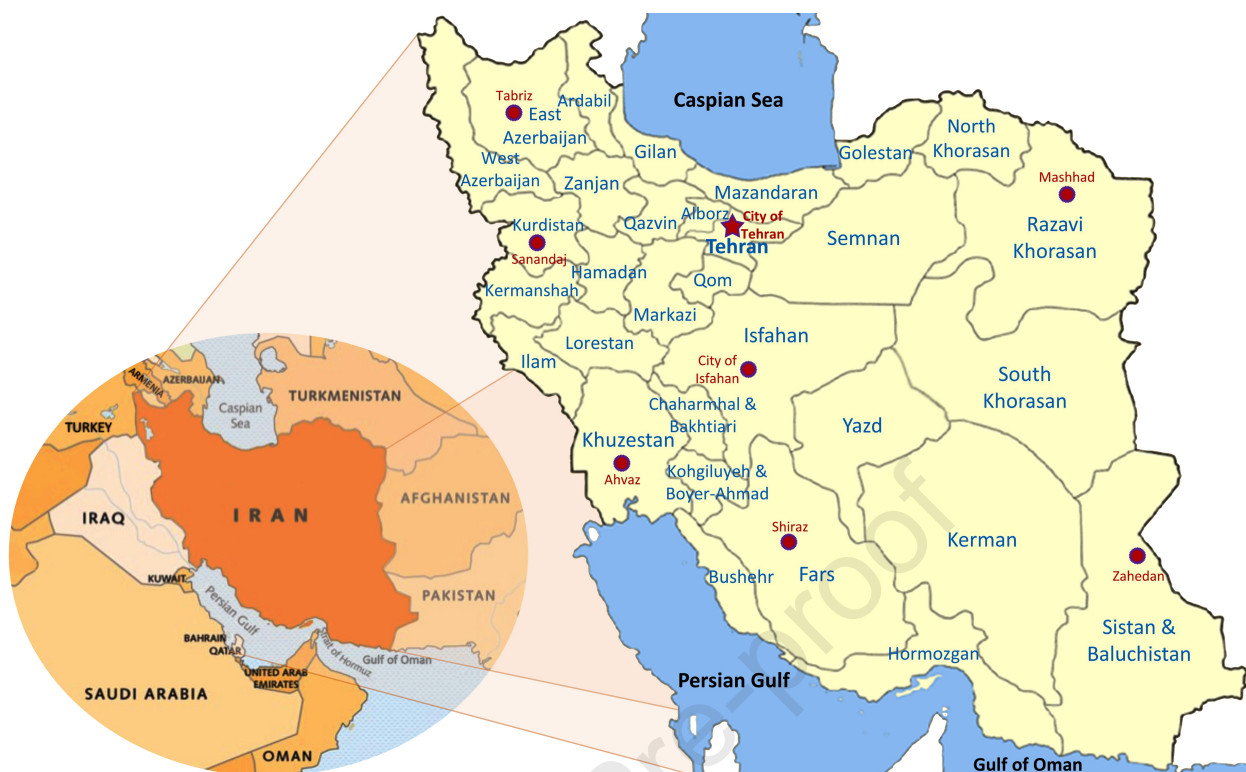 Caspian Sea
Tabriz
East
Azerbaijan
Ardabil
West
Azerbaijan
Gilan
Zanjan
Golestan
North
Khorasan
Mashhad
Razavi
Khorasan
Mazandaran
Alborz
City of
Tehran
Tehran
Qazvin
Kurdistan
Sanandaj
Semnan
Hamadan
Kermanshah
Qom
Markazi
Lorestan
Ilam
Isfahan
City of
Isfahan
South
Khorasan
Chaharmhal &
Bakhtiari
Yazd
Khuzestan
Ahvaz
Kohgiluyeh &
Boyer-Ahmad
Shiraz
Fars
Bushehr
Kerman
Zahedan
Sistan &
Baluchistan
Hormozgan
Persian Gulf
Gulf of Oman
ARMENIA
AZERBAIJAN
Caspian
Sea
TURKMENISTAN
TURKEY
IRAQ
IRAN
AFGHANISTAN
PAKISTAN
KUWAIT
Persian Gulf
BAHRAIN
QATAR
Strait of Hormuz
Gulf of Oman
UNITED ARAB
EMIRATES
SAUDI ARABIA
OMAN
re-proof